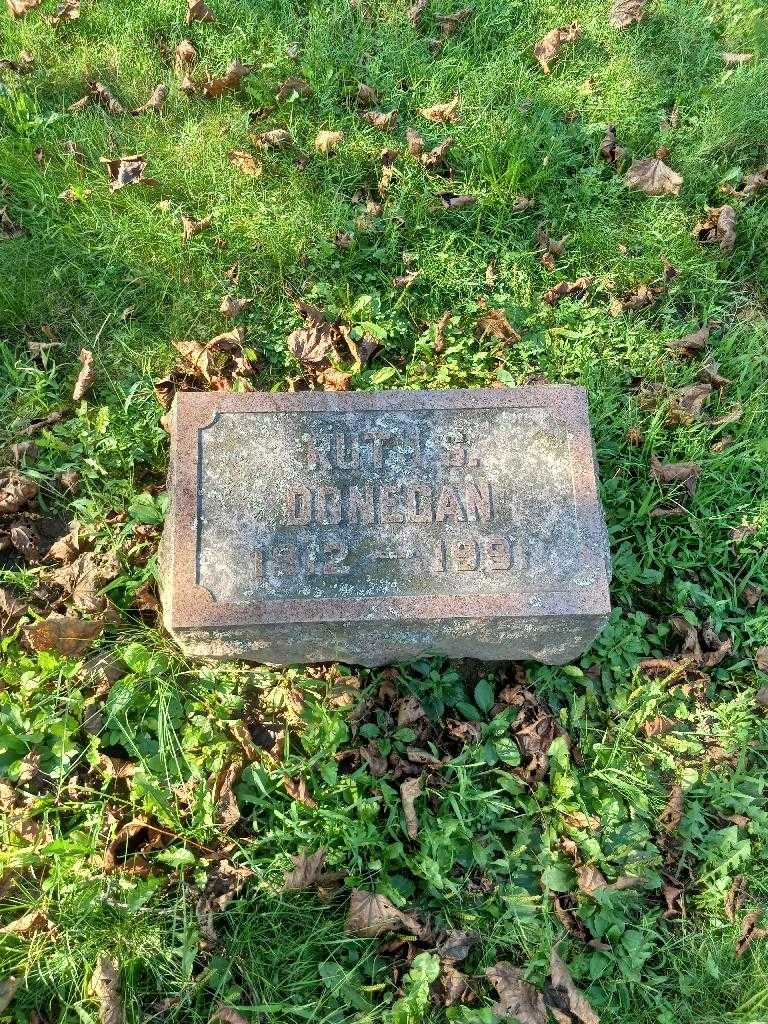 RUTH S.
DONEGAN
1912 — 1991